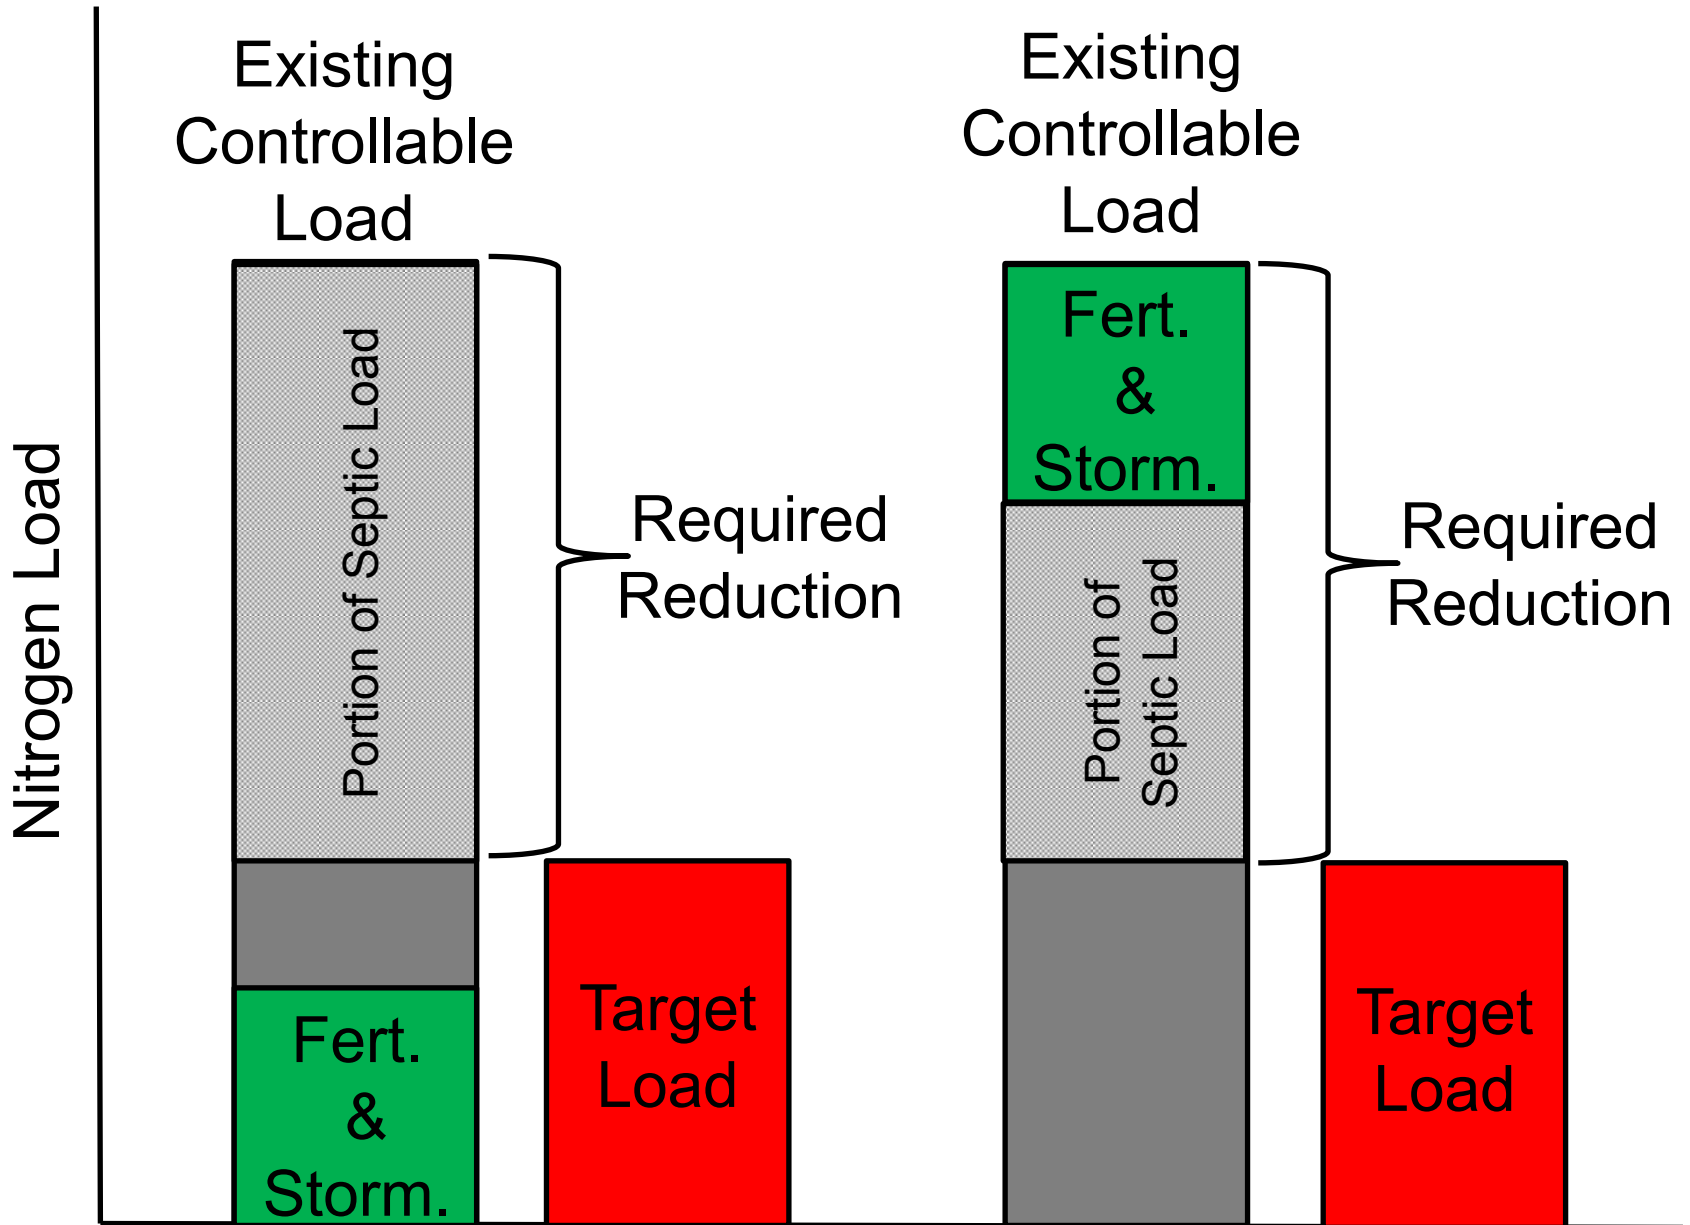 Nitrogen Load
Existing
Controllable
Load
Portion of Septic Load
Fert.
&
Storm.
Required
Reduction
Target
Load
Existing
Controllable
Load
Fert.
&
Storm.
Portion of
Septic Load
Required
Reduction
Target
Load